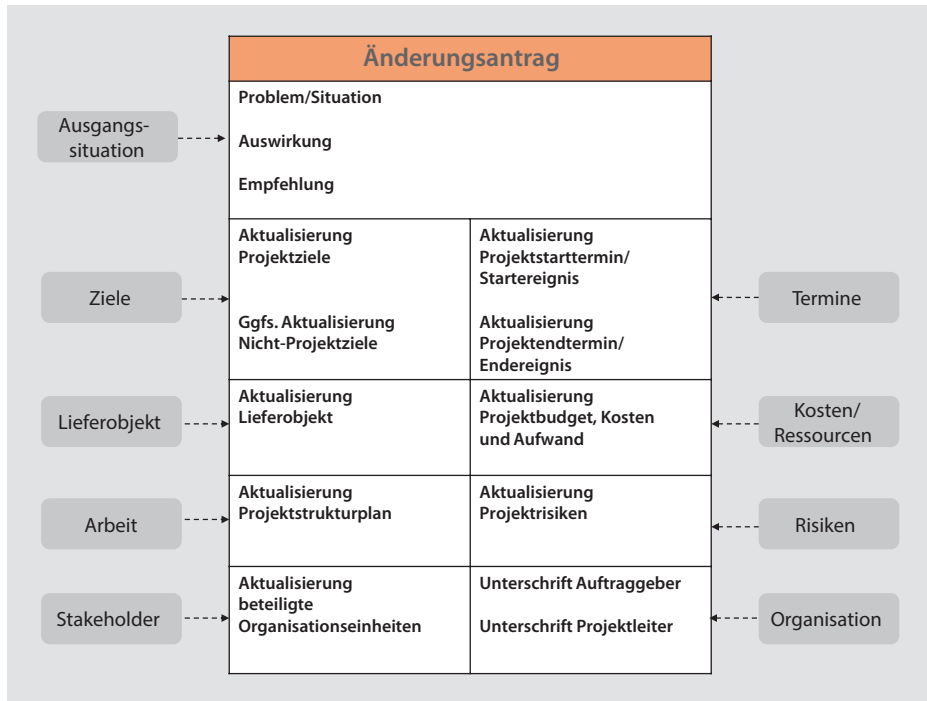 Änderungsantrag
Ausgangs-
situation
Problem/Situation
Auswirkung
Empfehlung
Ziele
Aktualisierung
Projektziele
Ggfs. Aktualisierung
Nicht-Projektziele
Aktualisierung
Projektstarttermin/
Startereignis
Aktualisierung
Projektendtermin/
Endereignis
Termine
Lieferobjekt
Aktualisierung
Lieferobjekt
Aktualisierung
Projektbudget, Kosten
und Aufwand
Kosten/
Ressourcen
Arbeit
Aktualisierung
Projektstrukturplan
Aktualisierung
Projektrisiken
Risiken
Stakeholder
Aktualisierung
beteiligte
Organisationseinheiten
Unterschrift Auftraggeber
Unterschrift Projektleiter
Organisation